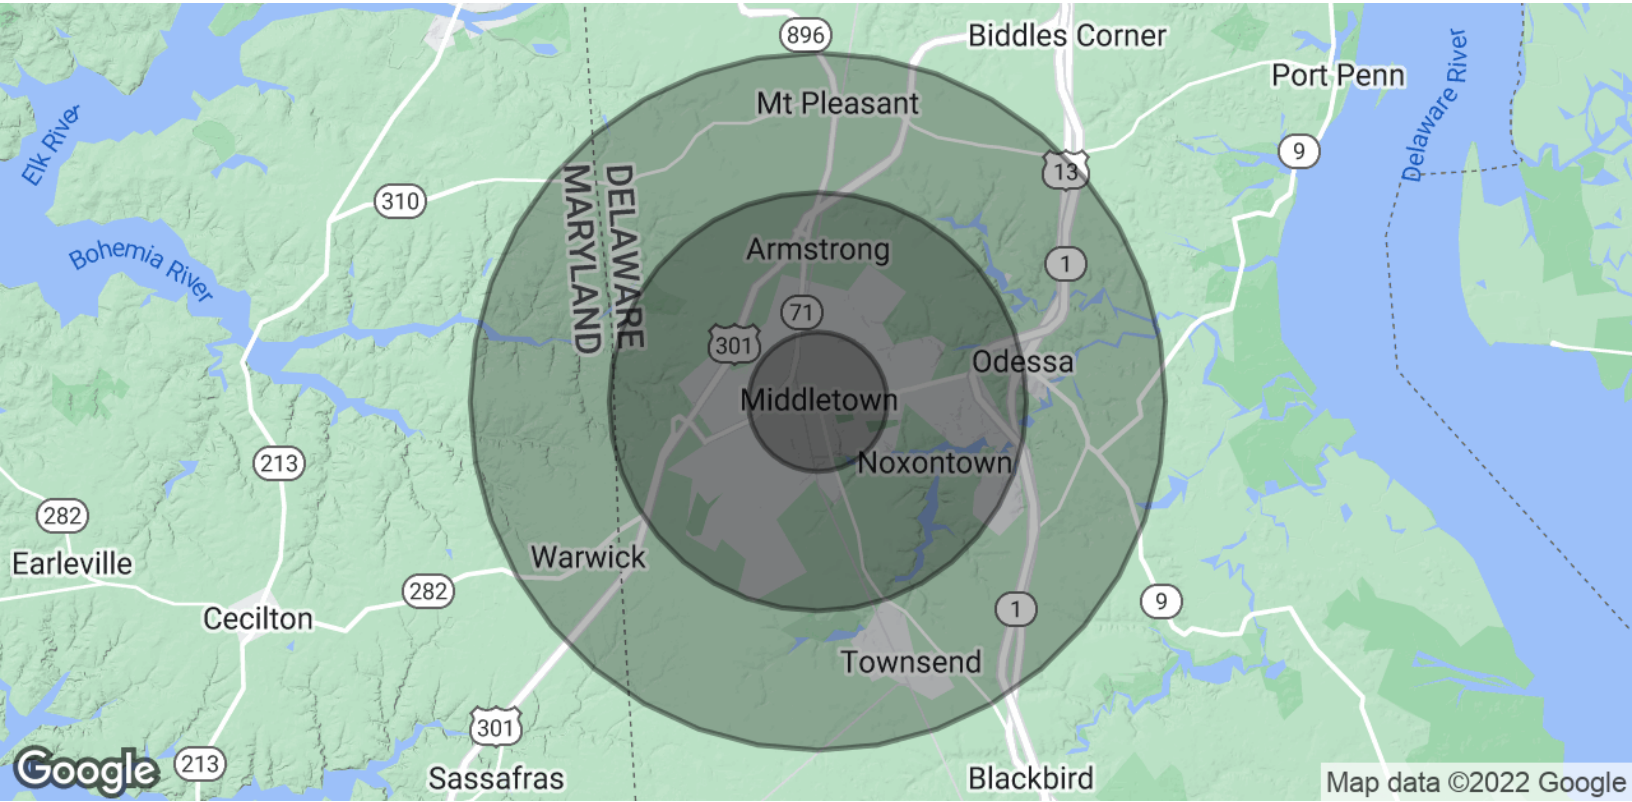 896
Biddles Corner
Port Penn
Delaware River
Mt Pleasant
Elk River
9
13
310
DELAWARE
MARYLAND
Bohemia River
Armstrong
1
71
301
Odessa
Middletown
213
Noxontown
282
Earleville
Warwick
282
Cecilton
1
9
Townsend
301
213
Google
Sassafras
Blackbird
Map data ©2022 Google